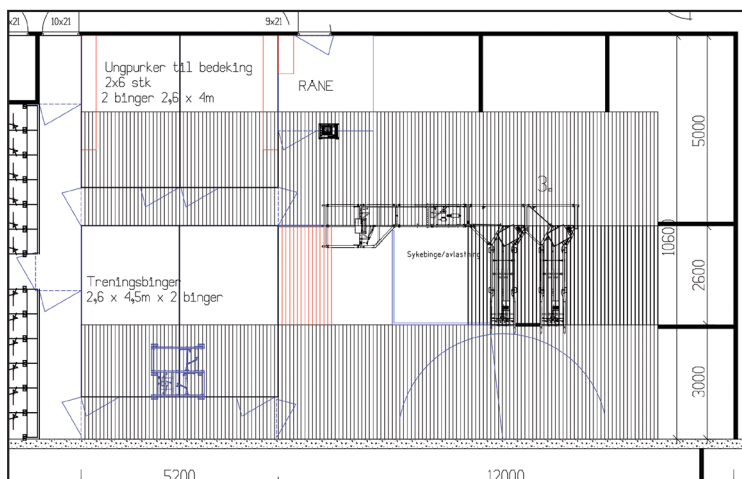 x21
10x21
9x21
Ungpurker til bedeking
2x6 stk
2 binger 2,6 x 4m
RÅNE
5000
3.
10600
Sykebinge/avlastning
2600
Treningsbinger
2,6 x 4,5m x 2 binger
3000
5200
12000